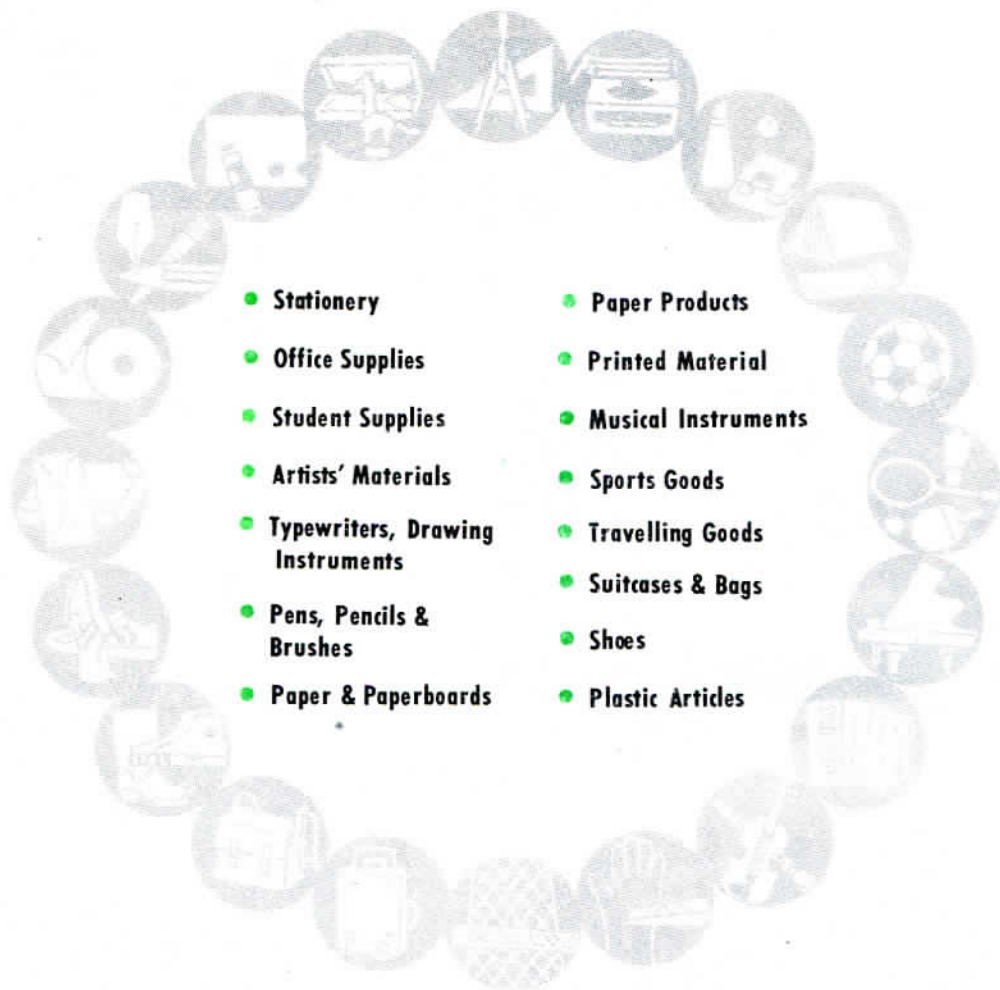 Stationery
Office Supplies
Student Supplies
Artists' Materials
Typewriters, Drawing
Instruments
Pens, Pencils &
Brushes
Paper & Paperboards
Paper Products
Printed Material
Musical Instruments
Sports Goods
Travelling Goods
Suitcases & Bags
Shoes
Plastic Articles